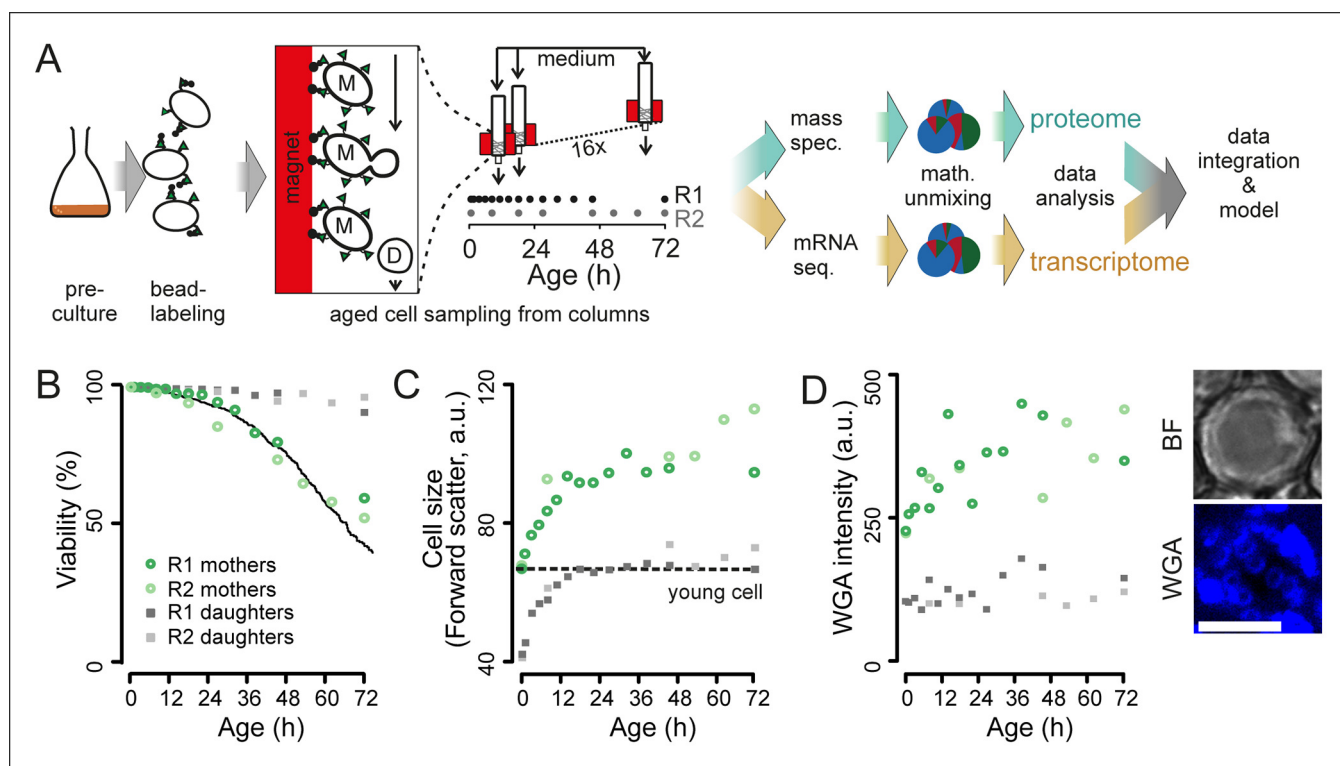 A
magnet
M
M
M
D
medium
16x
R1
R2
0
24
48
72
Age (h)
pre-
culture
bead-
labeling
aged cell sampling from columns
mass
spec.
mRNA
seq.
math.
unmixing
proteome
data
analysis
transcriptome
data
integration
&
model
B
Viability (%)
100
50
0
R1 mothers
R2 mothers
R1 daughters
R2 daughters
0 12 24 36 48 60 72
Age (h)
C
Cell size
(Forward scatter, a.u.)
120
80
40
young cell
0 12 24 36 48 60 72
Age (h)
D
WGA intensity (a.u.)
500
250
0
0 12 24 36 48 60 72
Age (h)
BF
WGA